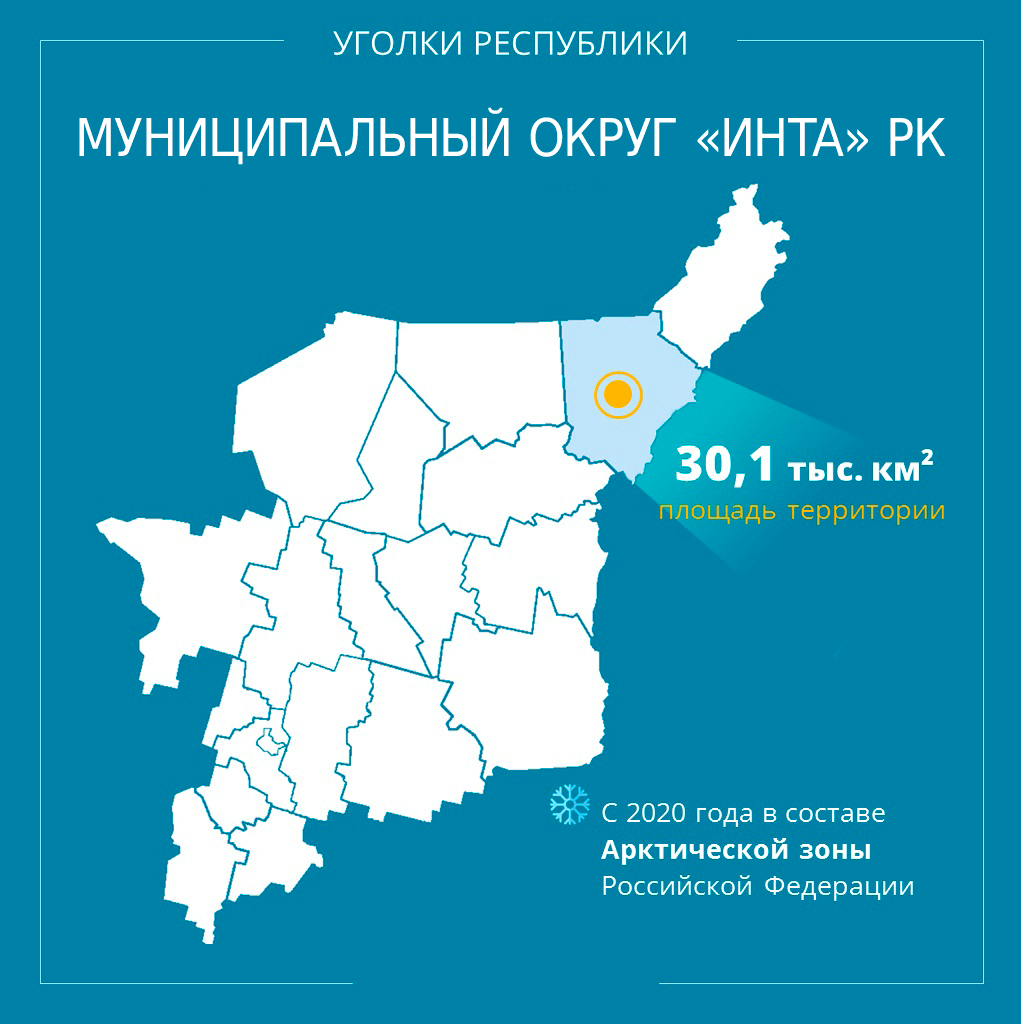 УГОЛКИ РЕСПУБЛИКИ
МУНИЦИПАЛЬНЫЙ ОКРУГ «ИНТА» РК
30,1 тыс. км²
площадь территории
С 2020 года в составе
Арктической зоны
Российской Федерации